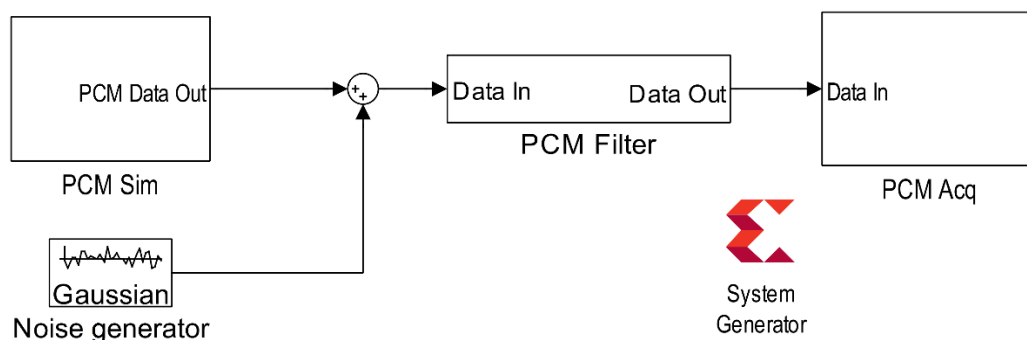 PCM Data Out
PCM Sim
++
Data In
Data Out
PCM Filter
Data In
PCM Acq
Gaussian
Noise generator
System
Generator